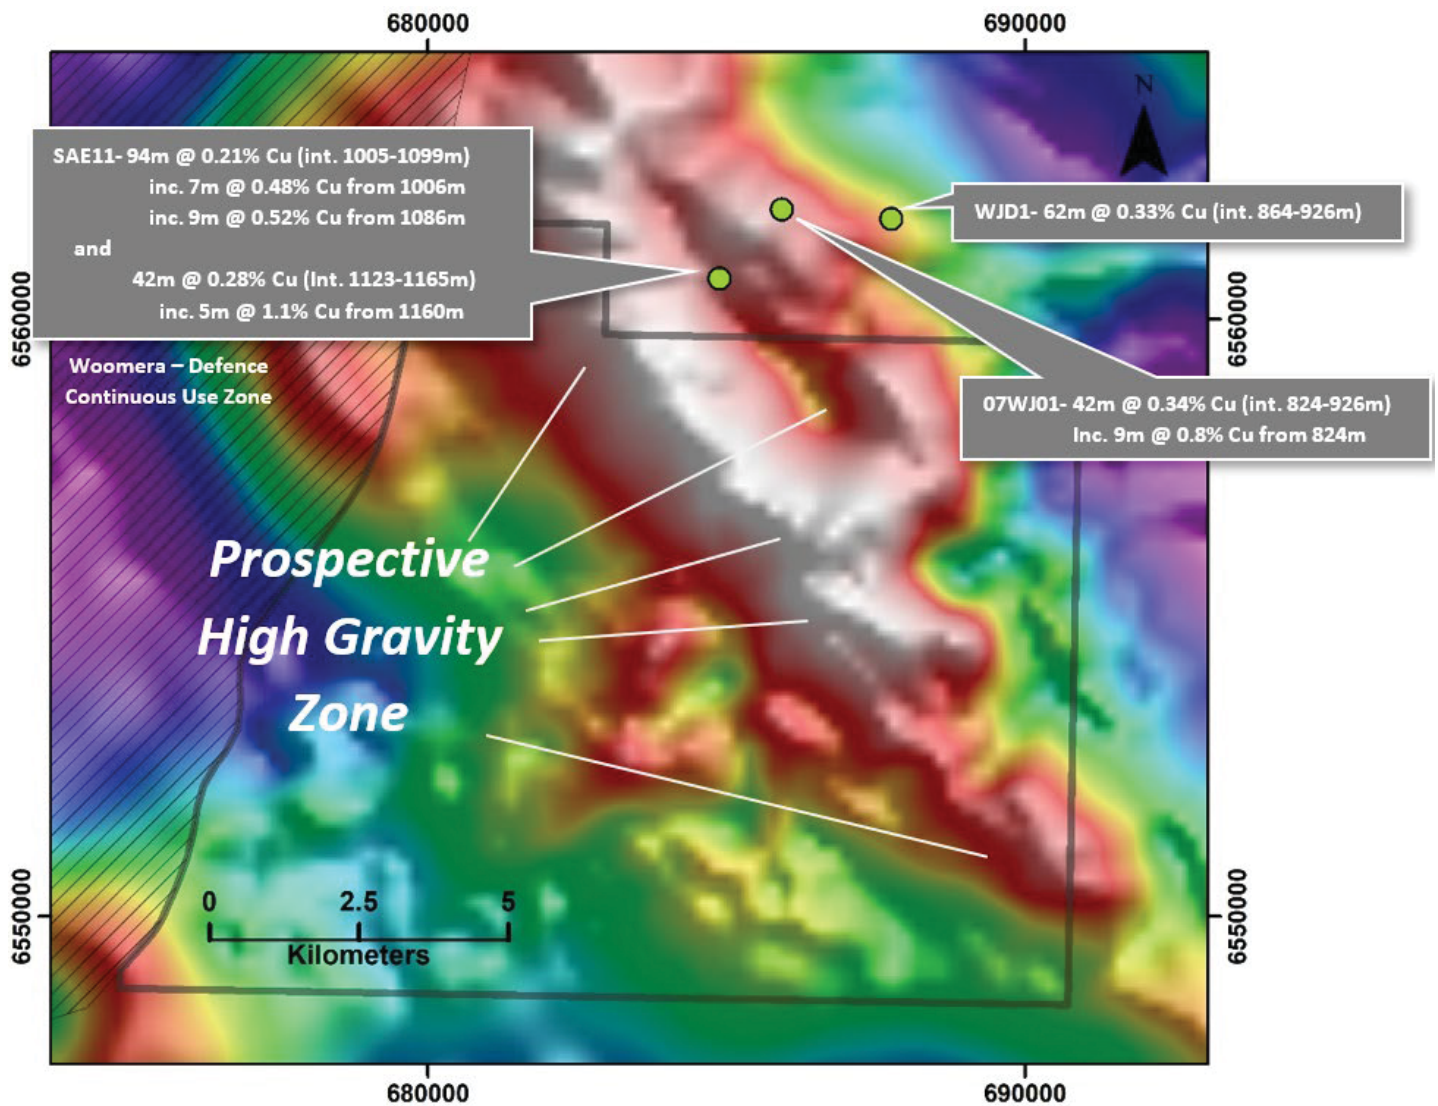 680000
690000
N
SAE11- 94m @ 0.21% Cu (int. 1005-1099m)
inc. 7m @ 0.48% Cu from 1006m
inc. 9m @ 0.52% Cu from 1086m
and
42m @ 0.28% Cu (Int. 1123-1165m)
inc. 5m @ 1.1% Cu from 1160m
WJD1- 62m @ 0.33% Cu (int. 864-926m)
6560000
6560000
Woomera – Defence
Continuous Use Zone
07WJ01- 42m @ 0.34% Cu (int. 824-926m)
Inc. 9m @ 0.8% Cu from 824m
Prospective
High Gravity
Zone
0 2.5 5
Kilometers
6550000
6550000
680000
690000